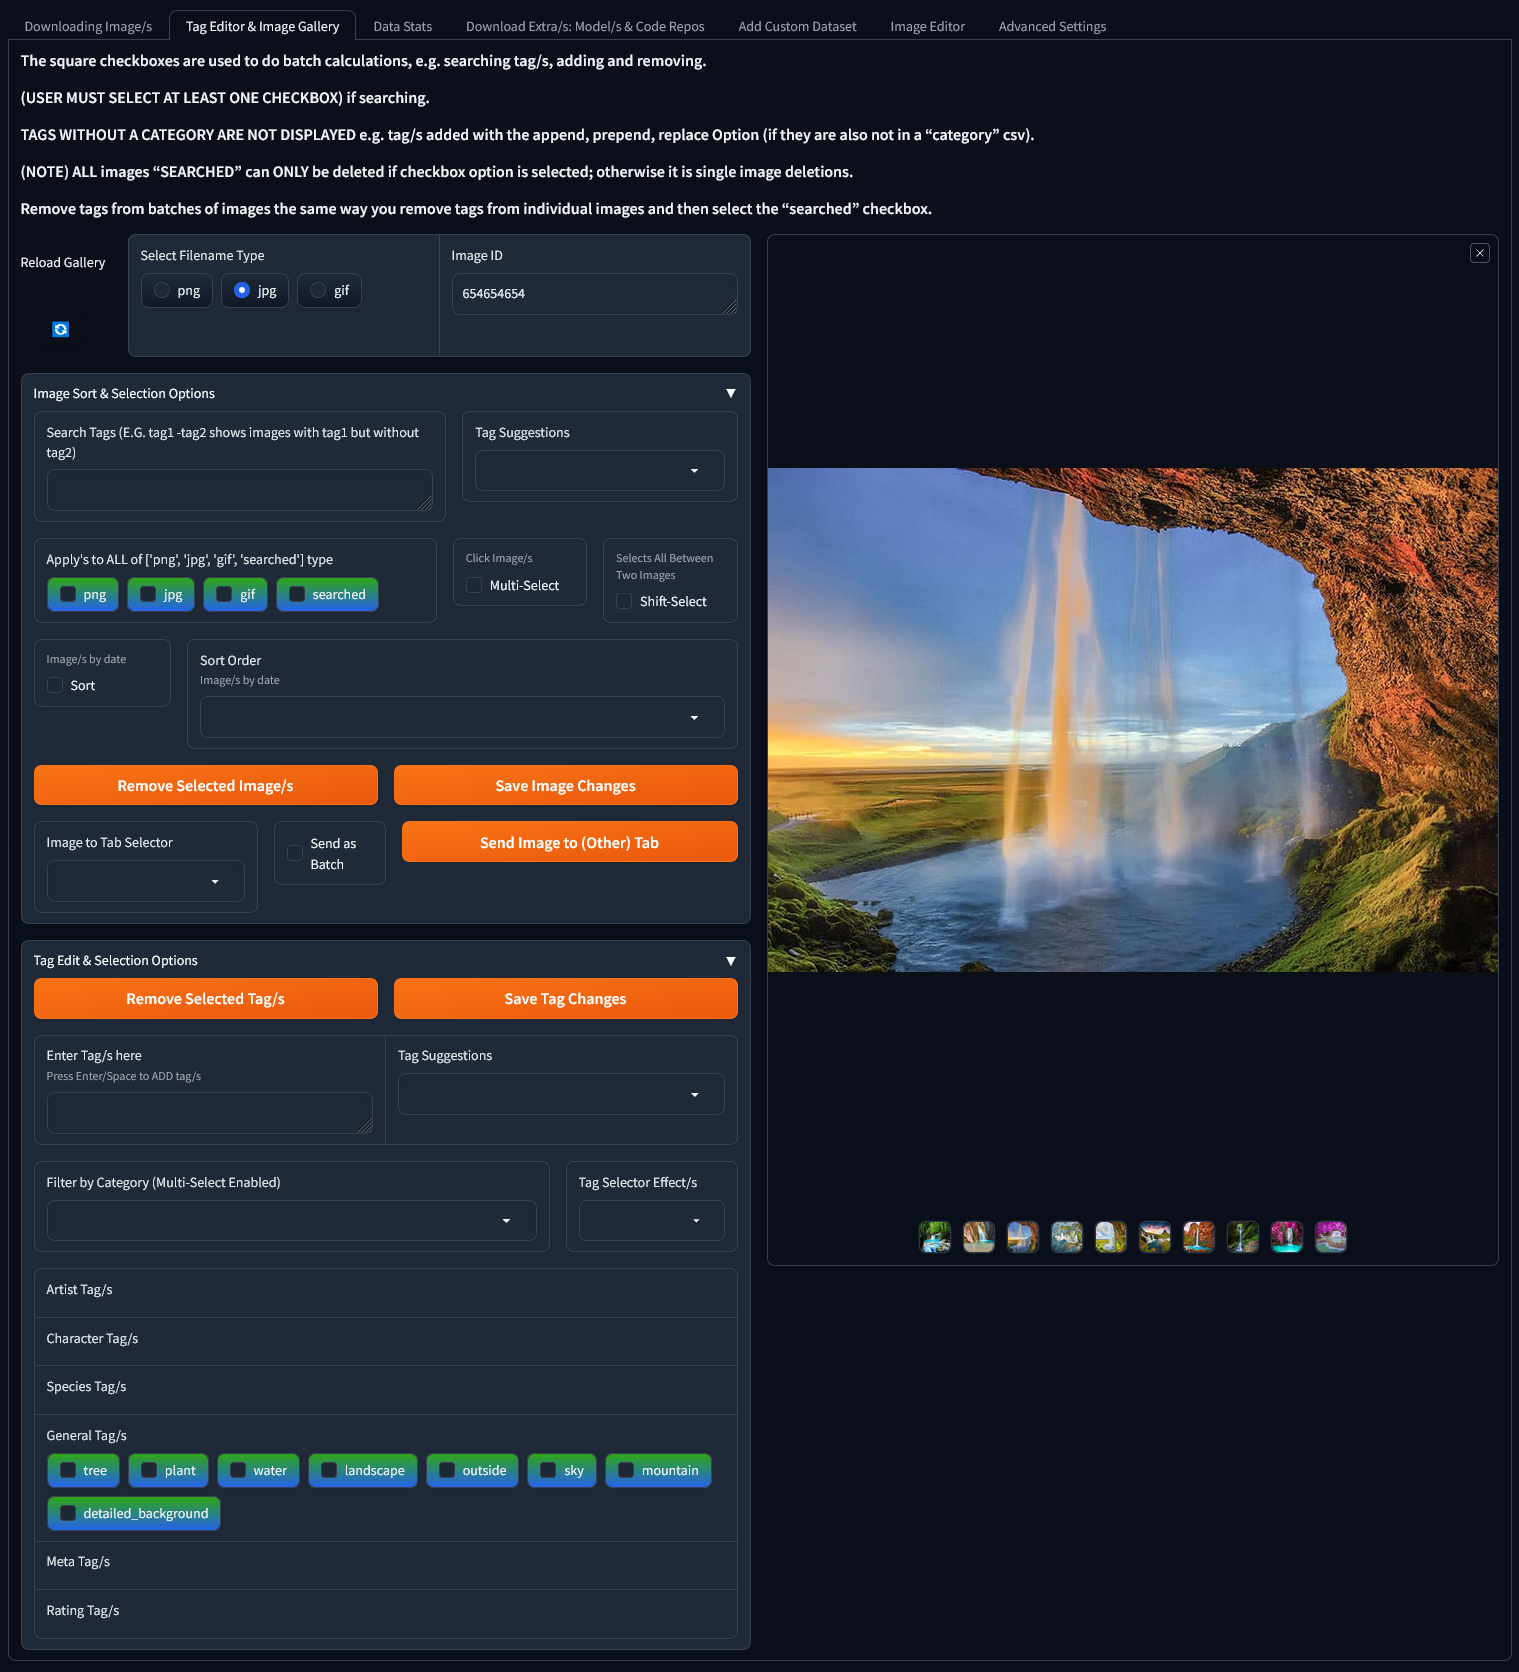 Downloading Image/s
Tag Editor & Image Gallery
Data Stats
Download Extra/s: Model/s & Code Repos
Add Custom Dataset
Image Editor
Advanced Settings
The square checkboxes are used to do batch calculations, e.g. searching tag/s, adding and removing.
(USER MUST SELECT AT LEAST ONE CHECKBOX) if searching.
TAGS WITHOUT A CATEGORY ARE NOT DISPLAYED e.g. tag/s added with the append, prepend, replace Option (if they are also not in a “category” csv).
(NOTE) ALL images “SEARCHED” can ONLY be deleted if checkbox option is selected; otherwise it is single image deletions.
Remove tags from batches of images the same way you remove tags from individual images and then select the “searched” checkbox.
Reload Gallery
Select Filename Type
png
jpg
gif
Image ID
654654654
Image Sort & Selection Options
Search Tags (E.G. tag1 -tag2 shows images with tag1 but without
tag2)
Tag Suggestions
Apply's to ALL of ['png', 'jpg', 'gif', 'searched'] type
png
jpg
gif
searched
Click Image/s
Multi-Select
Selects All Between
Two Images
Shift-Select
Image/s by date
Sort
Sort Order
Image/s by date
Remove Selected Image/s
Save Image Changes
Image to Tab Selector
Send as
Batch
Send Image to (Other) Tab
Tag Edit & Selection Options
Remove Selected Tag/s
Save Tag Changes
Enter Tag/s here
Press Enter/Space to ADD tag/s
Tag Suggestions
Filter by Category (Multi-Select Enabled)
Tag Selector Effect/s
Artist Tag/s
Character Tag/s
Species Tag/s
General Tag/s
tree
plant
water
landscape
outside
sky
mountain
detailed_background
Meta Tag/s
Rating Tag/s